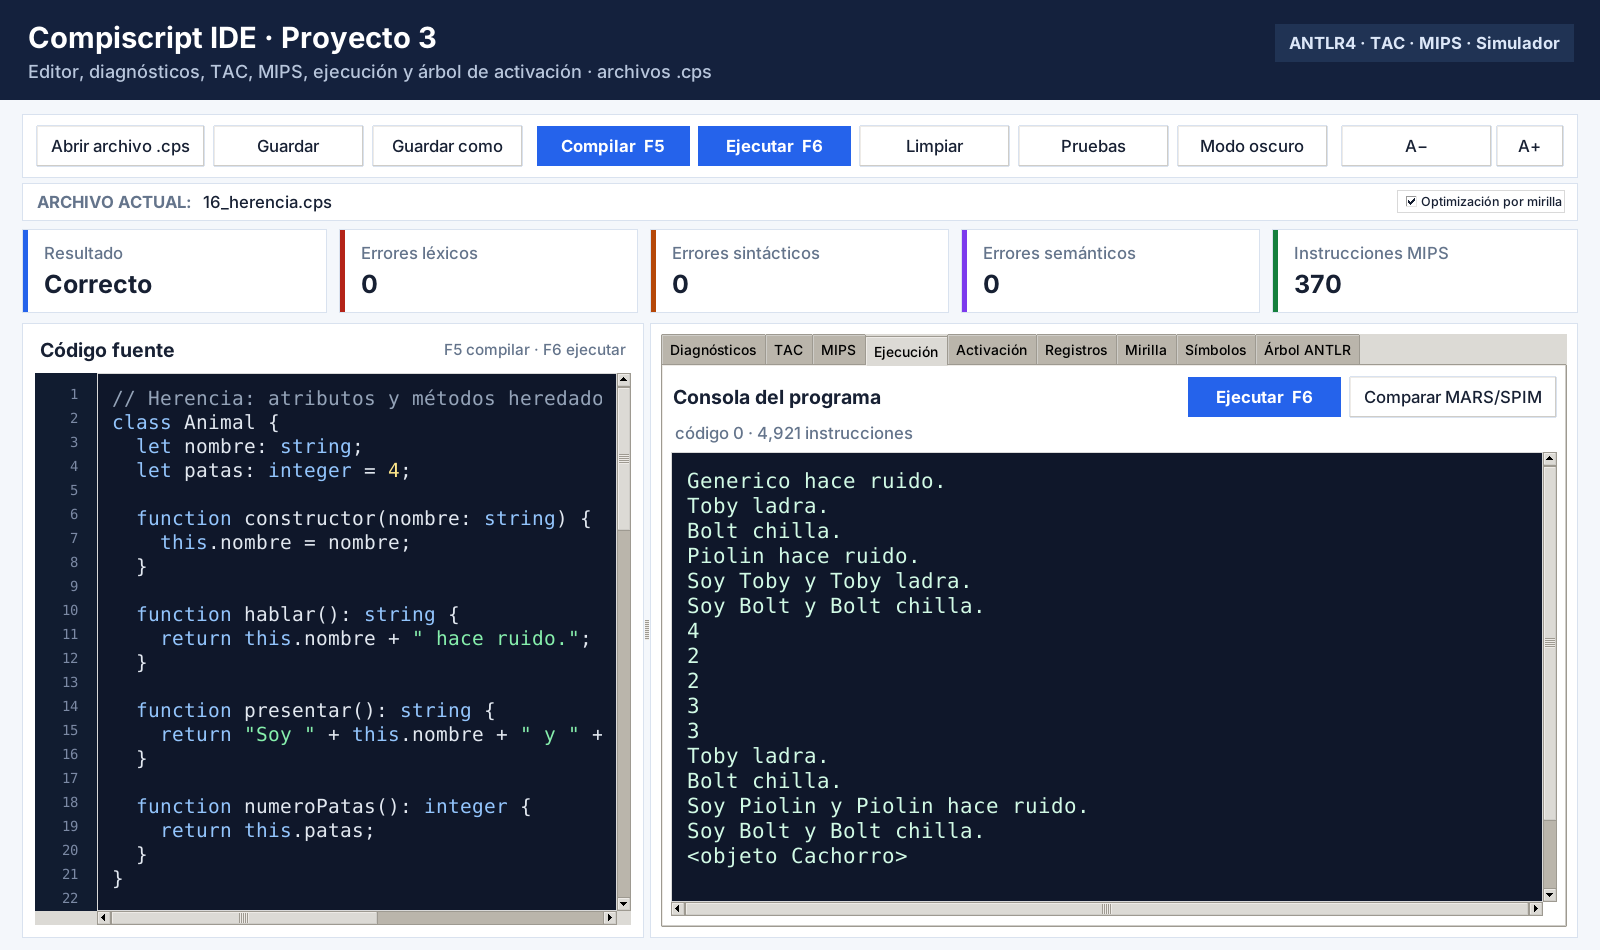 Compiscript IDE · Proyecto 3
Editor, diagnósticos, TAC, MIPS, ejecución y árbol de activación · archivos .cps
ANTLR4 · TAC · MIPS · Simulador
Abrir archivo .cps
Guardar
Guardar como
Compilar F5
Ejecutar F6
Limpiar
Pruebas
Modo oscuro
A−
A+
ARCHIVO ACTUAL: 16_herencia.cps
Optimización por mirilla
Resultado
Correcto
Errores léxicos
0
Errores sintácticos
0
Errores semánticos
0
Instrucciones MIPS
370
Código fuente
F5 compilar · F6 ejecutar
1 // Herencia: atributos y métodos heredado
2 class Animal {
3   let nombre: string;
4   let patas: integer = 4;
5
6   function constructor(nombre: string) {
7     this.nombre = nombre;
8   }
9
10   function hablar(): string {
11     return this.nombre + " hace ruido.";
12   }
13
14   function presentar(): string {
15     return "Soy " + this.nombre + " y " +
16   }
17
18   function numeroPatas(): integer {
19     return this.patas;
20   }
21 }
22
Diagnósticos
TAC
MIPS
Ejecución
Activación
Registros
Mirilla
Símbolos
Árbol ANTLR
Consola del programa
Ejecutar F6
Comparar MARS/SPIM
código 0 · 4,921 instrucciones
Generico hace ruido.
Toby ladra.
Bolt chilla.
Piolin hace ruido.
Soy Toby y Toby ladra.
Soy Bolt y Bolt chilla.
4
2
2
3
3
Toby ladra.
Bolt chilla.
Soy Piolin y Piolin hace ruido.
Soy Bolt y Bolt chilla.
<objeto Cachorro>